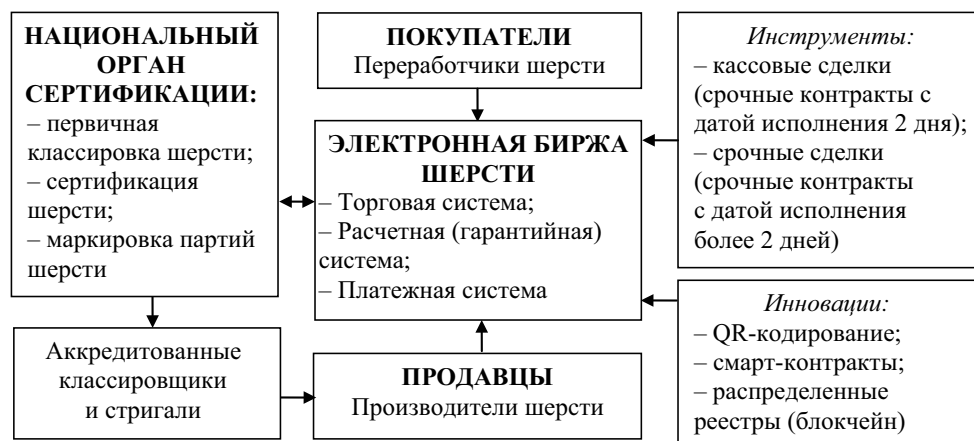 НАЦИОНАЛЬНЫЙ
ОРГАН
СЕРТИФИКАЦИИ:
– первичная
классировка шерсти;
– сертификация
шерсти;
– маркировка партий
шерсти
Аккредитованные
классировщики
и стригали
ПОКУПАТЕЛИ
Переработчики шерсти
ЭЛЕКТРОННАЯ БИРЖА
ШЕРСТИ
– Торговая система;
– Расчетная (гарантийная)
система;
– Платежная система
ПРОДАВЦЫ
Производители шерсти
Инструменты:
– кассовые сделки
(срочные контракты с
датой исполнения 2 дня);
– срочные сделки
(срочные контракты
с датой исполнения
более 2 дней)
Инновации:
– QR-кодирование;
– смарт-контракты;
– распределенные
реестры (блокчейн)